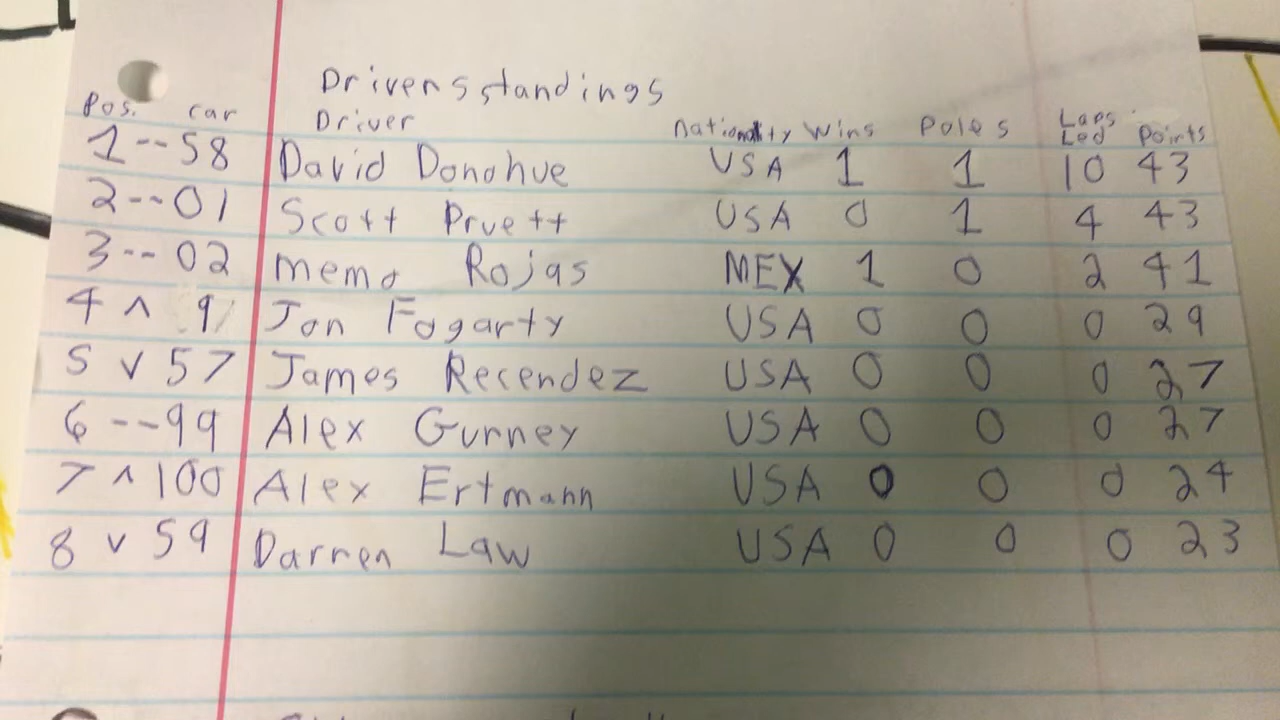 Drivers standings
Pos. car Driver Nationality Wins Poles Laps Led Points
1 -- 58 David Donohue USA 1 1 10 43
2 -- 01 Scott Pruett USA 0 1 4 43
3 -- 02 Memo Rojas MEX 1 0 2 41
4 ^ 9 Jon Fogarty USA 0 0 0 29
5 v 57 James Recendez USA 0 0 0 27
6 -- 99 Alex Gurney USA 0 0 0 27
7 ^ 100 Alex Ertmann USA 0 0 0 24
8 v 59 Darren Law USA 0 0 0 23